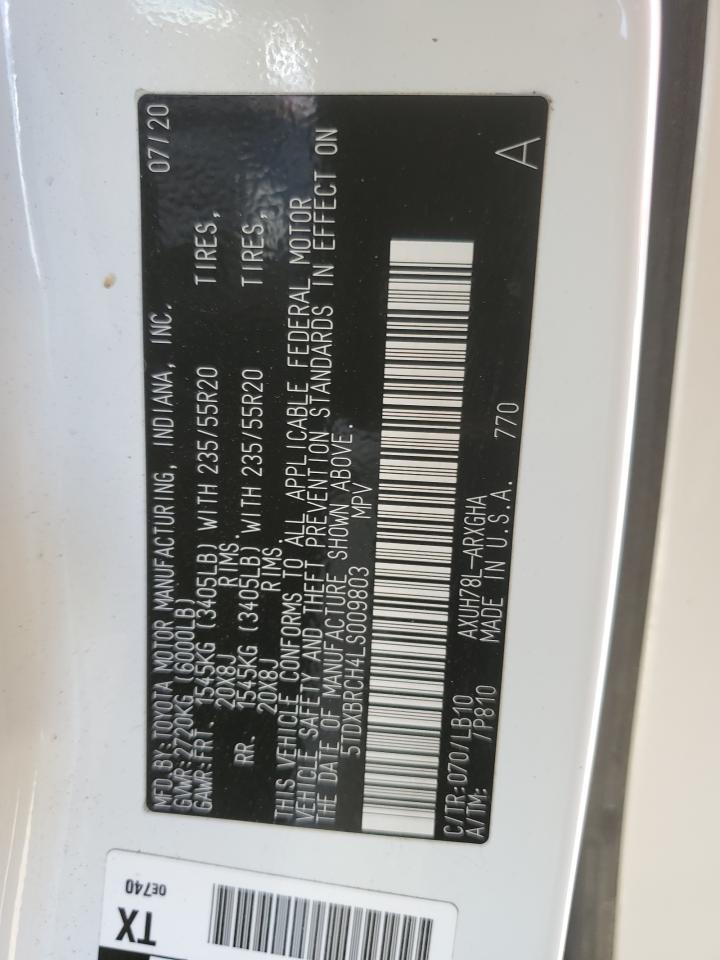 MFD.BY:TOYOTA MOTOR MANUFACTURING, INDIANA, INC. 07/20
GVWR:2720KG (6000LB)
GAWR:FRT. 1545KG (3405LB) WITH 235/55R20 TIRES,
20X8J RIMS.
RR. 1545KG (3405LB) WITH 235/55R20 TIRES,
20X8J RIMS.
THIS VEHICLE CONFORMS TO ALL APPLICABLE FEDERAL MOTOR
VEHICLE SAFETY AND THEFT PREVENTION STANDARDS IN EFFECT ON
THE DATE OF MANUFACTURE SHOWN ABOVE.
5TDXBRCH4LS009803 MPV
C/TR:070/LB10 AXUH78L-ARXGHA
A/TM: /P810 MADE IN U.S.A. 770
A
0E740
TX